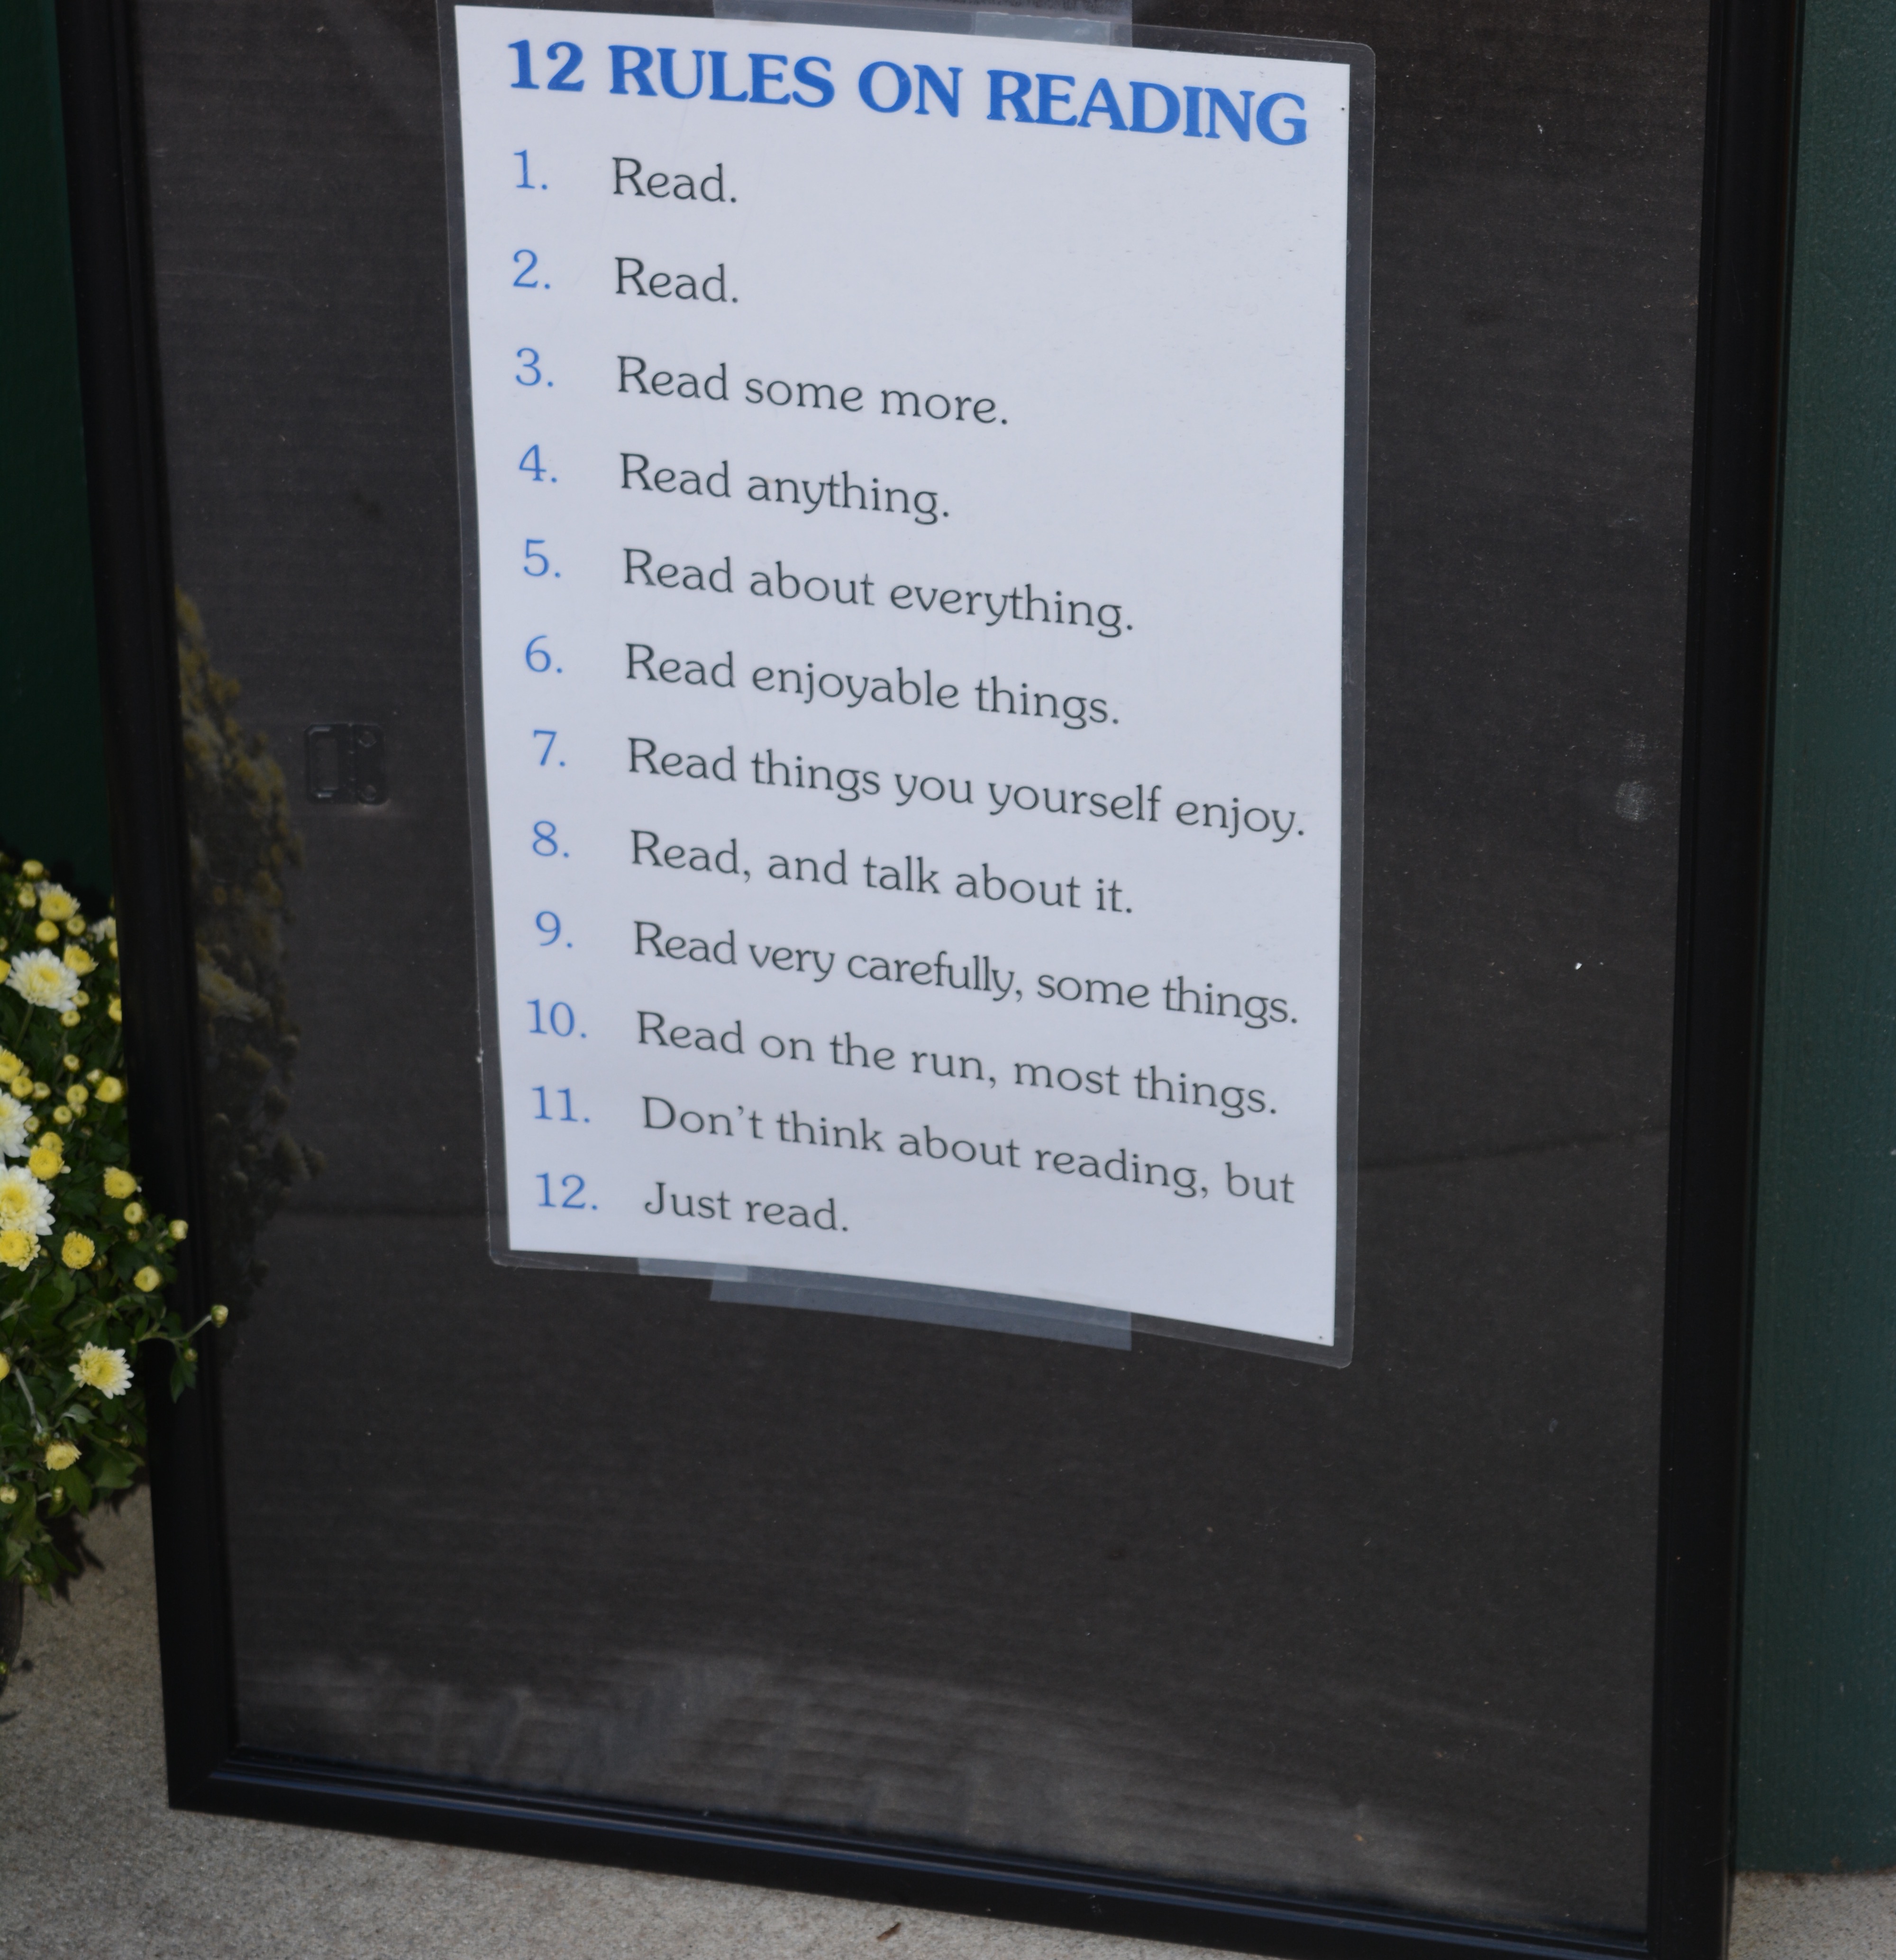 12 RULES ON READING
1. Read.
2. Read.
3. Read some more.
4. Read anything.
5. Read about everything.
6. Read enjoyable things.
7. Read things you yourself enjoy.
8. Read, and talk about it.
9. Read very carefully, some things.
10. Read on the run, most things.
11. Don’t think about reading, but
12. Just read.